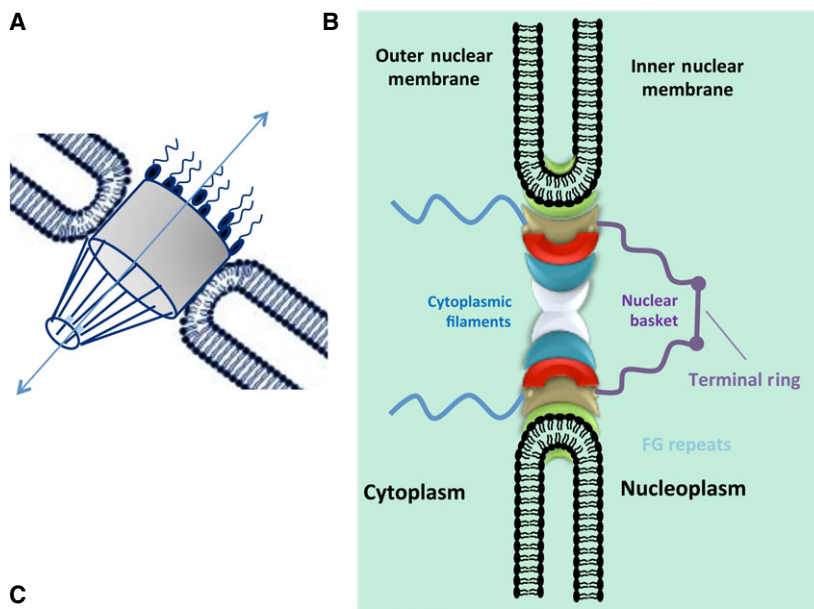 A
B
Outer nuclear
membrane
Inner nuclear
membrane
Cytoplasmic
filaments
Nuclear
basket
Terminal ring
FG repeats
Cytoplasm
Nucleoplasm
C